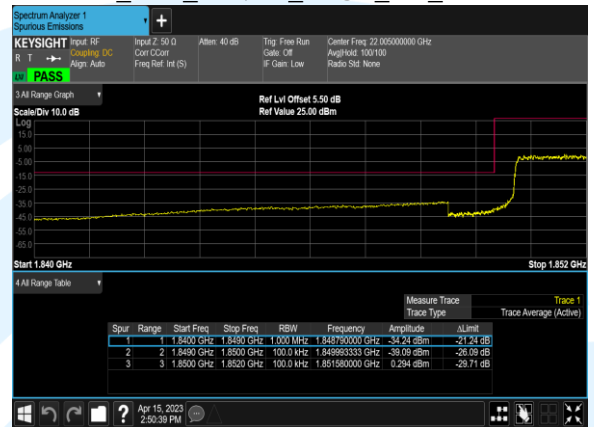 Spectrum Analyzer 1
Spurious Emissions
KEYSIGHT Input: RF Input Z: 50 Ω Atten: 40 dB Trig: Free Run Center Freq: 22.005000000 GHz
R T Coupling: DC Corr CCorr Gate: Off Avg|Hold: 100/100
Align: Auto Freq Ref: Int (S) IF Gain: Low Radio Std: None
LV PASS
3 All Range Graph
Ref Lvl Offset 5.50 dB
Scale/Div 10.0 dB Ref Value 25.00 dBm
Log
15.0
5.00
-5.00
-15.0
-25.0
-35.0
-45.0
-55.0
-65.0
Start 1.840 GHz Stop 1.852 GHz
4 All Range Table
Measure Trace Trace 1
Trace Type Trace Average (Active)
Spur Range Start Freq Stop Freq RBW Frequency Amplitude ΔLimit
1 1 1.8400 GHz 1.8490 GHz 1.000 MHz 1.848790000 GHz -34.24 dBm -21.24 dB
2 2 1.8490 GHz 1.8500 GHz 100.0 kHz 1.849993333 GHz -39.09 dBm -26.09 dB
3 3 1.8500 GHz 1.8520 GHz 100.0 kHz 1.851580000 GHz 0.294 dBm -29.71 dB
? Apr 15, 2023
2:50:39 PM